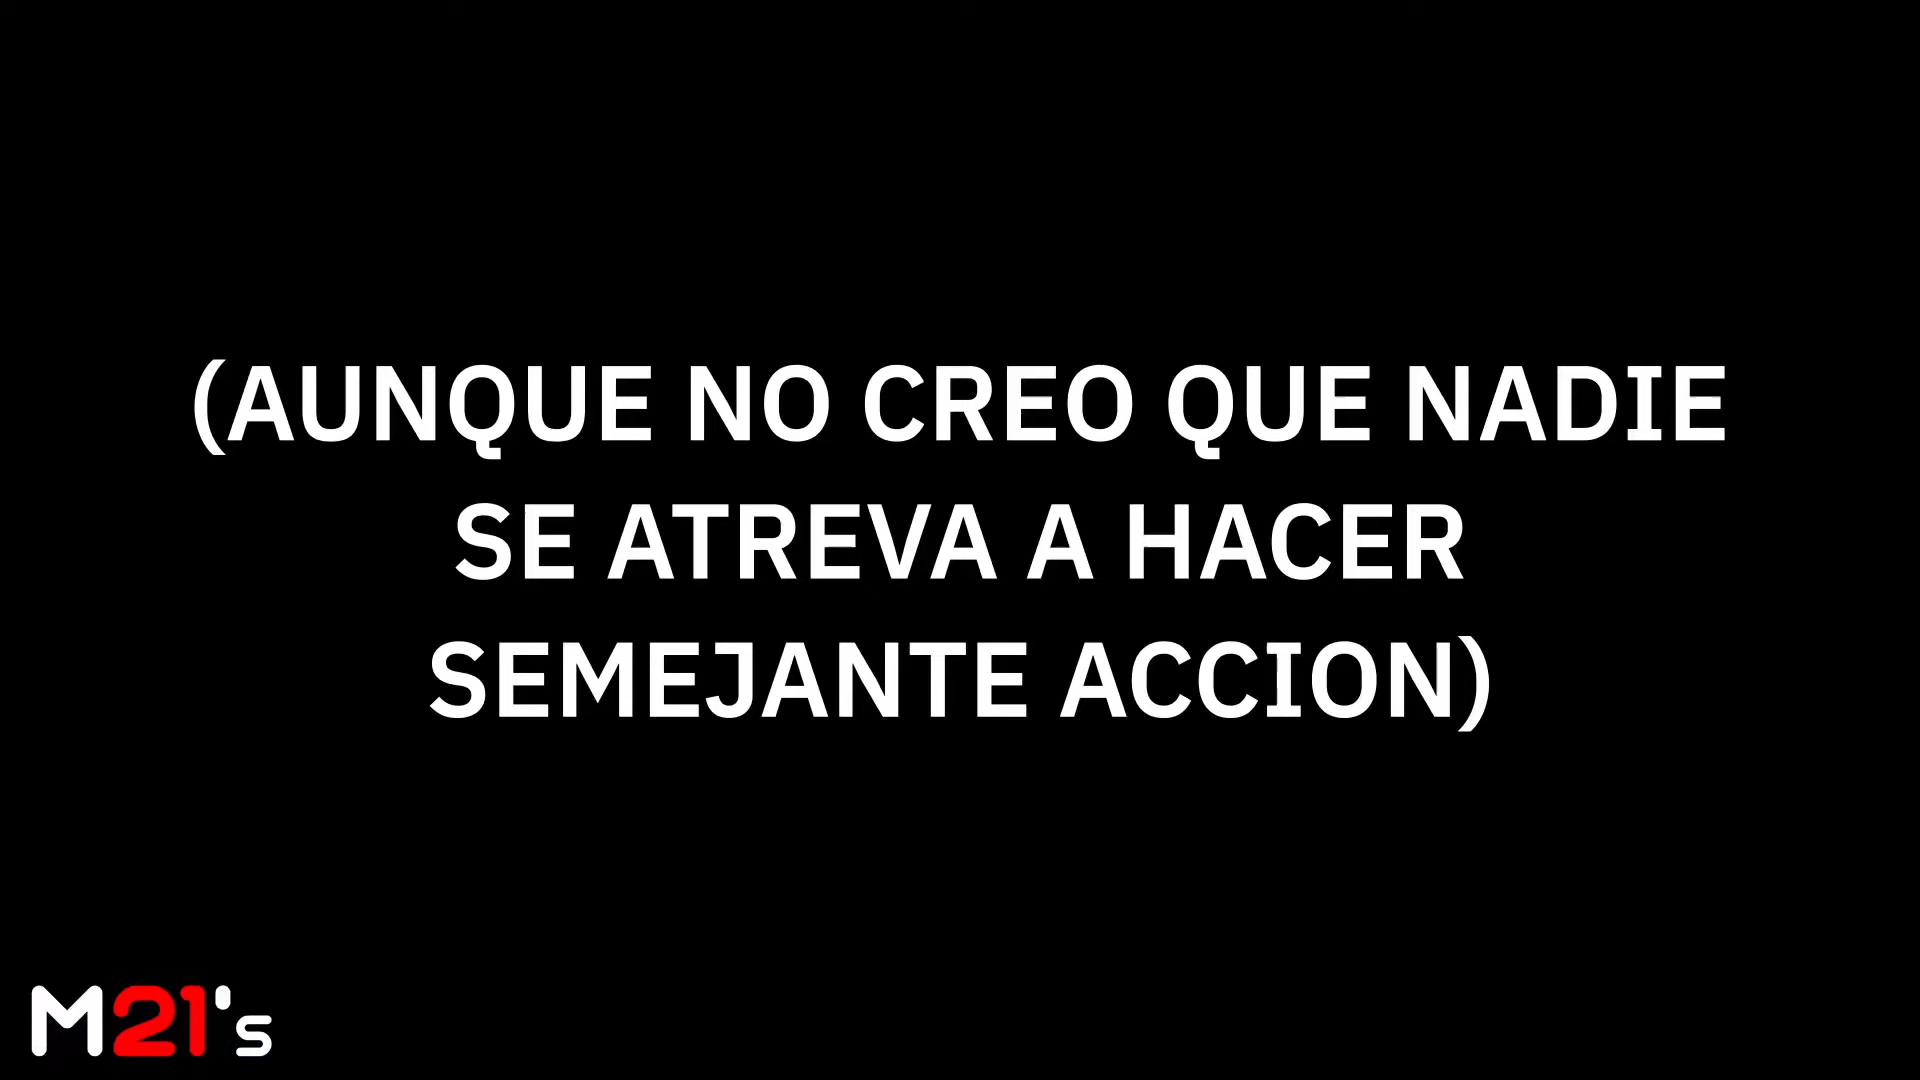 (AUNQUE NO CREO QUE NADIE
SE ATREVA A HACER
SEMEJANTE ACCION)
M21's